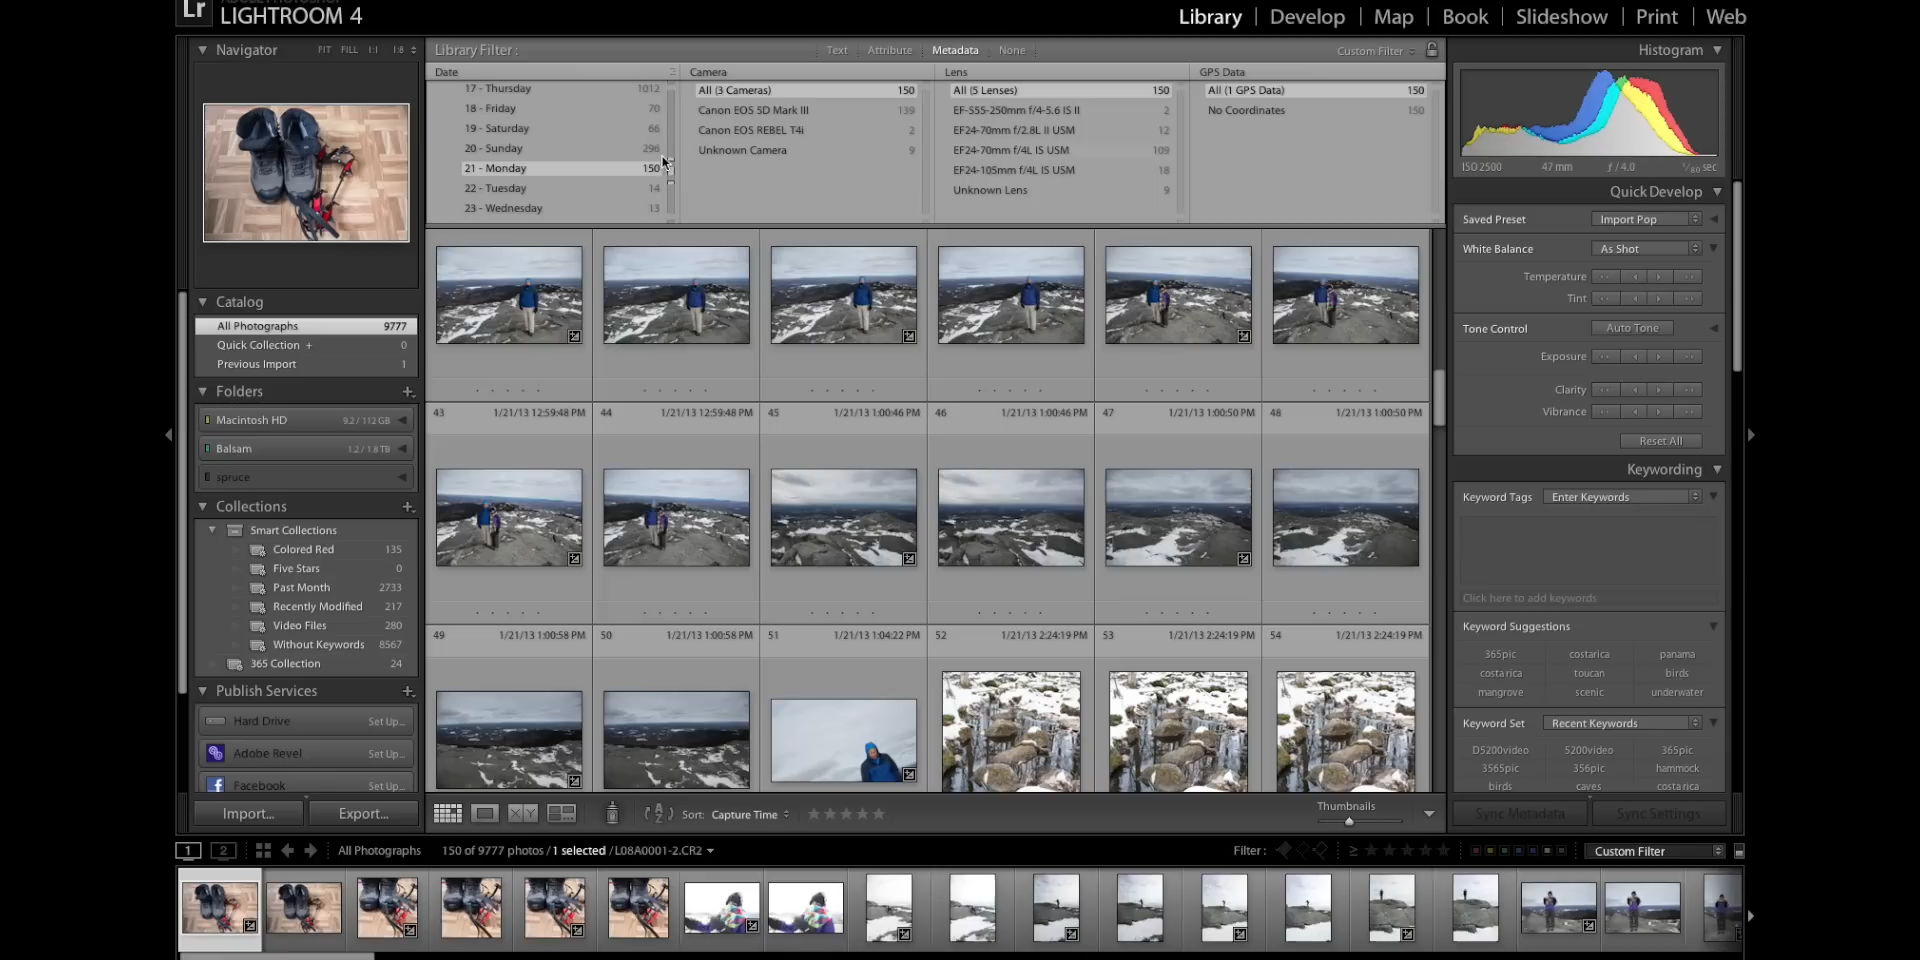 Lr LIGHTROOM 4
Library | Develop | Map | Book | Slideshow | Print | Web
Navigator FIT FILL 1:1 1:8
Library Filter : Text Attribute Metadata None Custom Filter
Histogram
Date Camera Lens GPS Data
17 - Thursday 1012
18 - Friday 70
19 - Saturday 66
20 - Sunday 296
21 - Monday 150
22 - Tuesday 14
23 - Wednesday 13
All (3 Cameras) 150
Canon EOS 5D Mark III 139
Canon EOS REBEL T4i 2
Unknown Camera 9
All (5 Lenses) 150
EF-S55-250mm f/4-5.6 IS II 2
EF24-70mm f/2.8L II USM 12
EF24-70mm f/4L IS USM 109
EF24-105mm f/4L IS USM 18
Unknown Lens 9
All (1 GPS Data) 150
No Coordinates 150
ISO 2500 47 mm ƒ / 4.0 1/80 sec
Quick Develop
Saved Preset Import Pop
White Balance As Shot
Temperature
Tint
Tone Control Auto Tone
Exposure
Clarity
Vibrance
Reset All
Keywording
Keyword Tags Enter Keywords
Click here to add keywords
Keyword Suggestions
365pic costarica panama
costa rica toucan birds
mangrove scenic underwater
Keyword Set Recent Keywords
D5200video 5200video 365pic
3565pic 356pic hammock
birds caves costa rica
Sync Metadata Sync Settings
Catalog
All Photographs 9777
Quick Collection + 0
Previous Import 1
Folders
Macintosh HD 9.2 / 112 GB
Balsam 1.2 / 1.8 TB
spruce
Collections
Smart Collections
Colored Red 135
Five Stars 0
Past Month 2733
Recently Modified 217
Video Files 280
Without Keywords 8567
365 Collection 24
Publish Services
Hard Drive Set Up...
Adobe Revel Set Up...
Facebook Set Up...
Import... Export...
43 1/21/13 12:59:48 PM 44 1/21/13 12:59:48 PM 45 1/21/13 1:00:46 PM 46 1/21/13 1:00:46 PM 47 1/21/13 1:00:50 PM 48 1/21/13 1:00:50 PM
49 1/21/13 1:00:58 PM 50 1/21/13 1:00:58 PM 51 1/21/13 1:04:22 PM 52 1/21/13 2:24:19 PM 53 1/21/13 2:24:19 PM 54 1/21/13 2:24:19 PM
XY Sort: Capture Time Thumbnails
1 2 All Photographs 150 of 9777 photos / 1 selected / L08A0001-2.CR2 Filter : ≥ Custom Filter